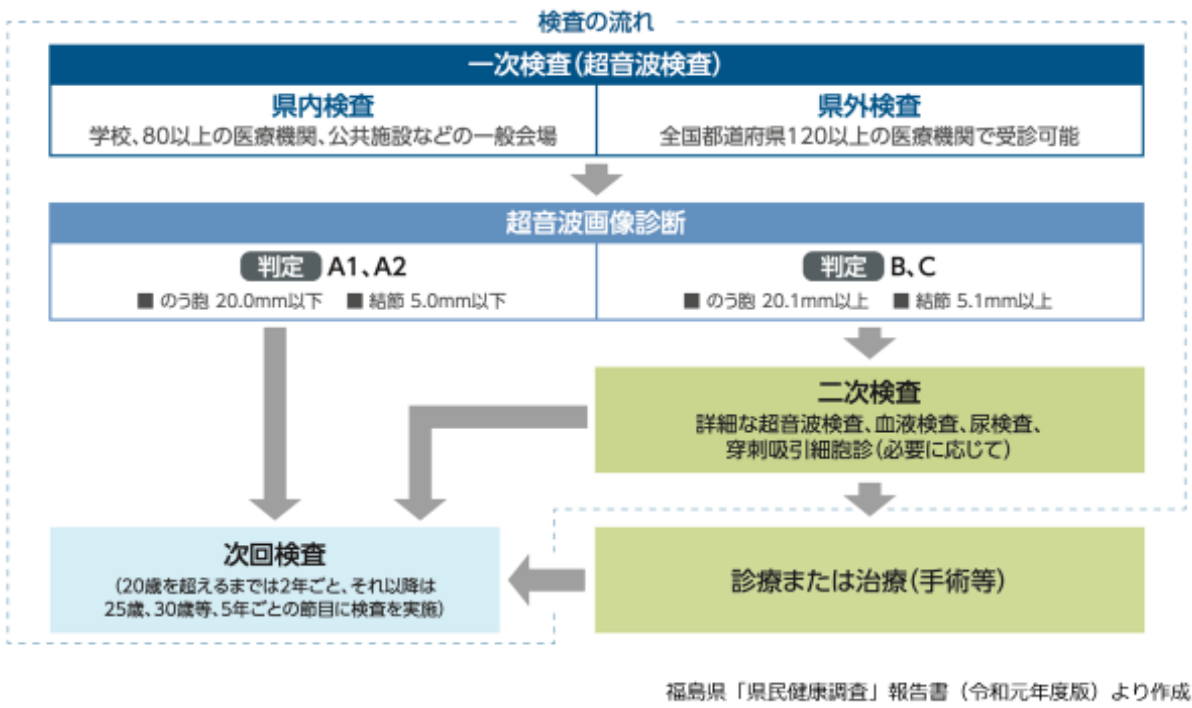 検査の流れ
一次検査(超音波検査)
県内検査
学校、80以上の医療機関、公共施設などの一般会場
県外検査
全国都道府県120以上の医療機関で受診可能
超音波画像診断
判定 A1、A2
■ のう胞 20.0mm以下 ■ 結節 5.0mm以下
判定 B、C
■ のう胞 20.1mm以上 ■ 結節 5.1mm以上
二次検査
詳細な超音波検査、血液検査、尿検査、
穿刺吸引細胞診(必要に応じて)
次回検査
(20歳を超えるまでは2年ごと、それ以降は
25歳、30歳等、5年ごとの節目に検査を実施)
診療または治療(手術等)
福島県「県民健康調査」報告書（令和元年度版）より作成